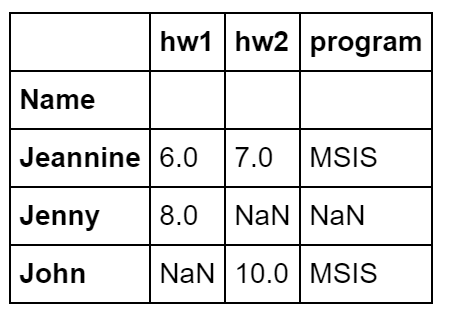 hw1 hw2 program
Name
Jeannine 6.0 7.0 MSIS
Jenny 8.0 NaN NaN
John NaN 10.0 MSIS